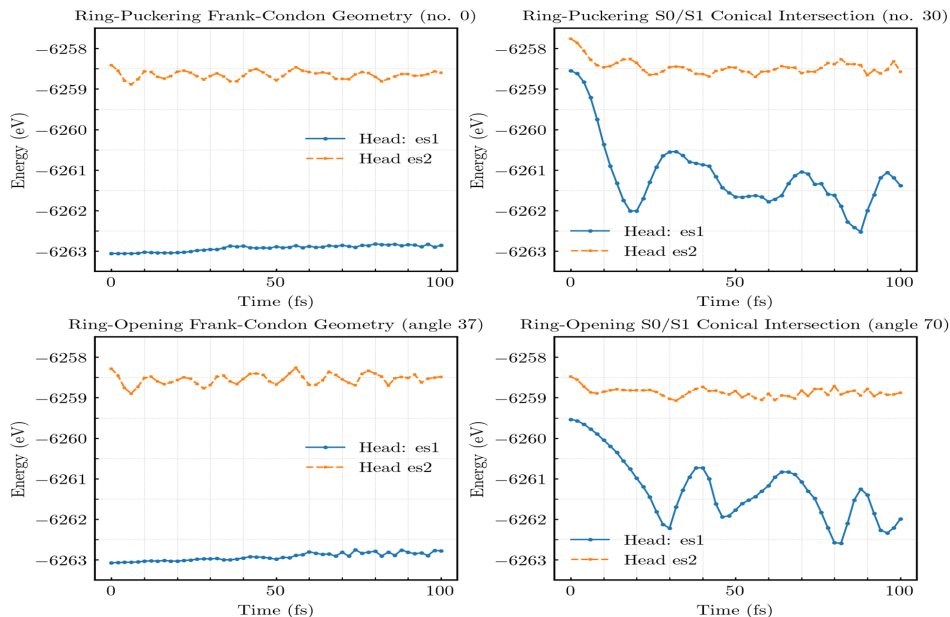 Ring-Puckering Frank-Condon Geometry (no. 0)
−6258
−6259
−6260
−6261
−6262
−6263
Energy (eV)
Head: es1
Head es2
0
50
100
Time (fs)
Ring-Puckering S0/S1 Conical Intersection (no. 30)
−6258
−6259
−6260
−6261
−6262
−6263
Energy (eV)
Head: es1
Head es2
0
50
100
Time (fs)
Ring-Opening Frank-Condon Geometry (angle 37)
−6258
−6259
−6260
−6261
−6262
−6263
Energy (eV)
Head: es1
Head es2
0
50
100
Time (fs)
Ring-Opening S0/S1 Conical Intersection (angle 70)
−6258
−6259
−6260
−6261
−6262
−6263
Energy (eV)
Head: es1
Head es2
0
50
100
Time (fs)